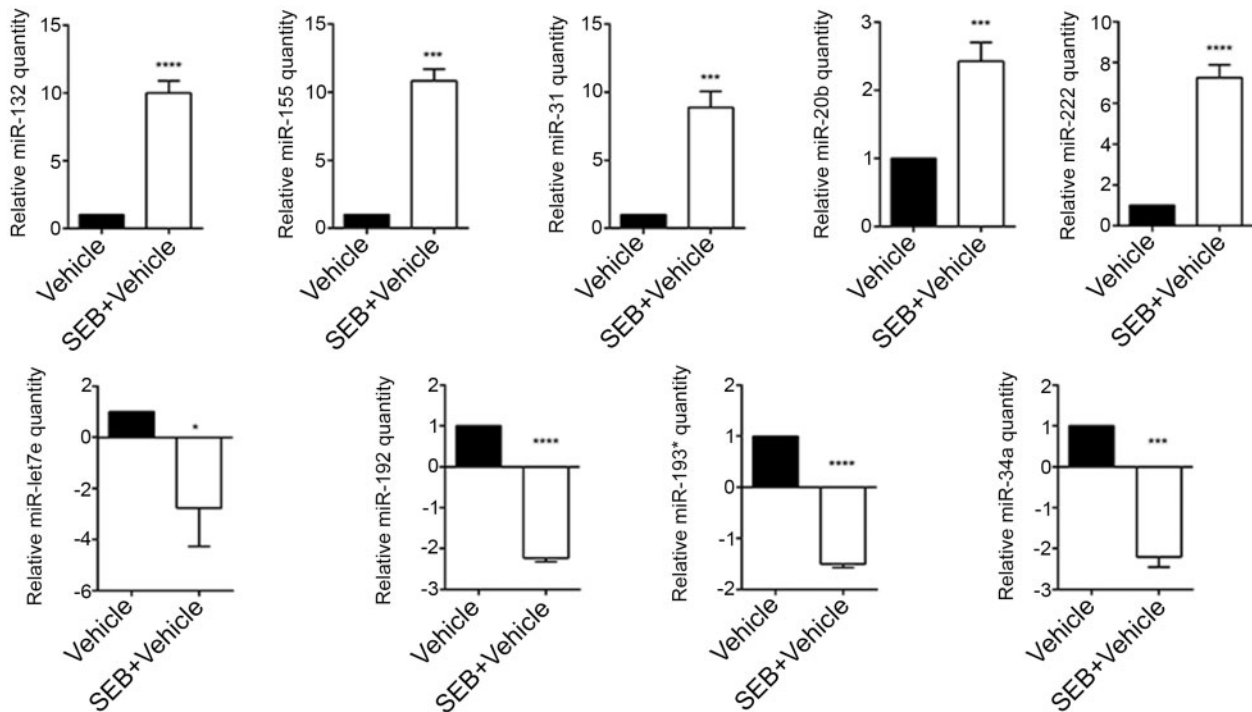 Relative miR-132 quantity
15
10
5
0
****
Vehicle
SEB+Vehicle
Relative miR-155 quantity
15
10
5
0
***
Vehicle
SEB+Vehicle
Relative miR-31 quantity
15
10
5
0
***
Vehicle
SEB+Vehicle
Relative miR-20b quantity
3
2
1
0
***
Vehicle
SEB+Vehicle
Relative miR-222 quantity
10
8
6
4
2
0
****
Vehicle
SEB+Vehicle
Relative miR-let7e quantity
2
0
-2
-4
-6
*
Vehicle
SEB+Vehicle
Relative miR-192 quantity
2
1
0
-1
-2
-3
****
Vehicle
SEB+Vehicle
Relative miR-193* quantity
2
1
0
-1
-2
****
Vehicle
SEB+Vehicle
Relative miR-34a quantity
2
1
0
-1
-2
-3
***
Vehicle
SEB+Vehicle